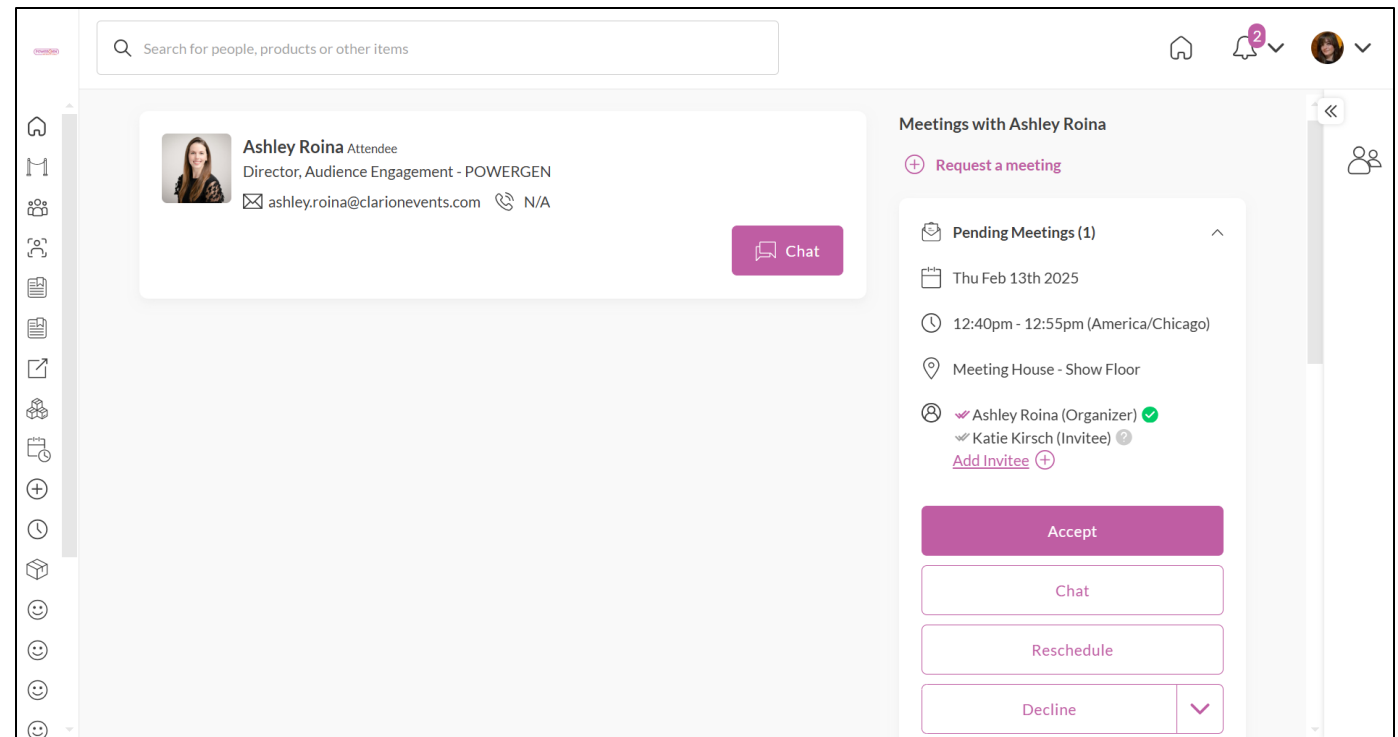 Search for people, products or other items
2
Ashley Roina Attendee
Director, Audience Engagement - POWERGEN
ashley.roina@clarionevents.com N/A
Chat
Meetings with Ashley Roina
Request a meeting
Pending Meetings (1)
Thu Feb 13th 2025
12:40pm - 12:55pm (America/Chicago)
Meeting House - Show Floor
Ashley Roina (Organizer)
Katie Kirsch (Invitee) ?
Add Invitee
Accept
Chat
Reschedule
Decline